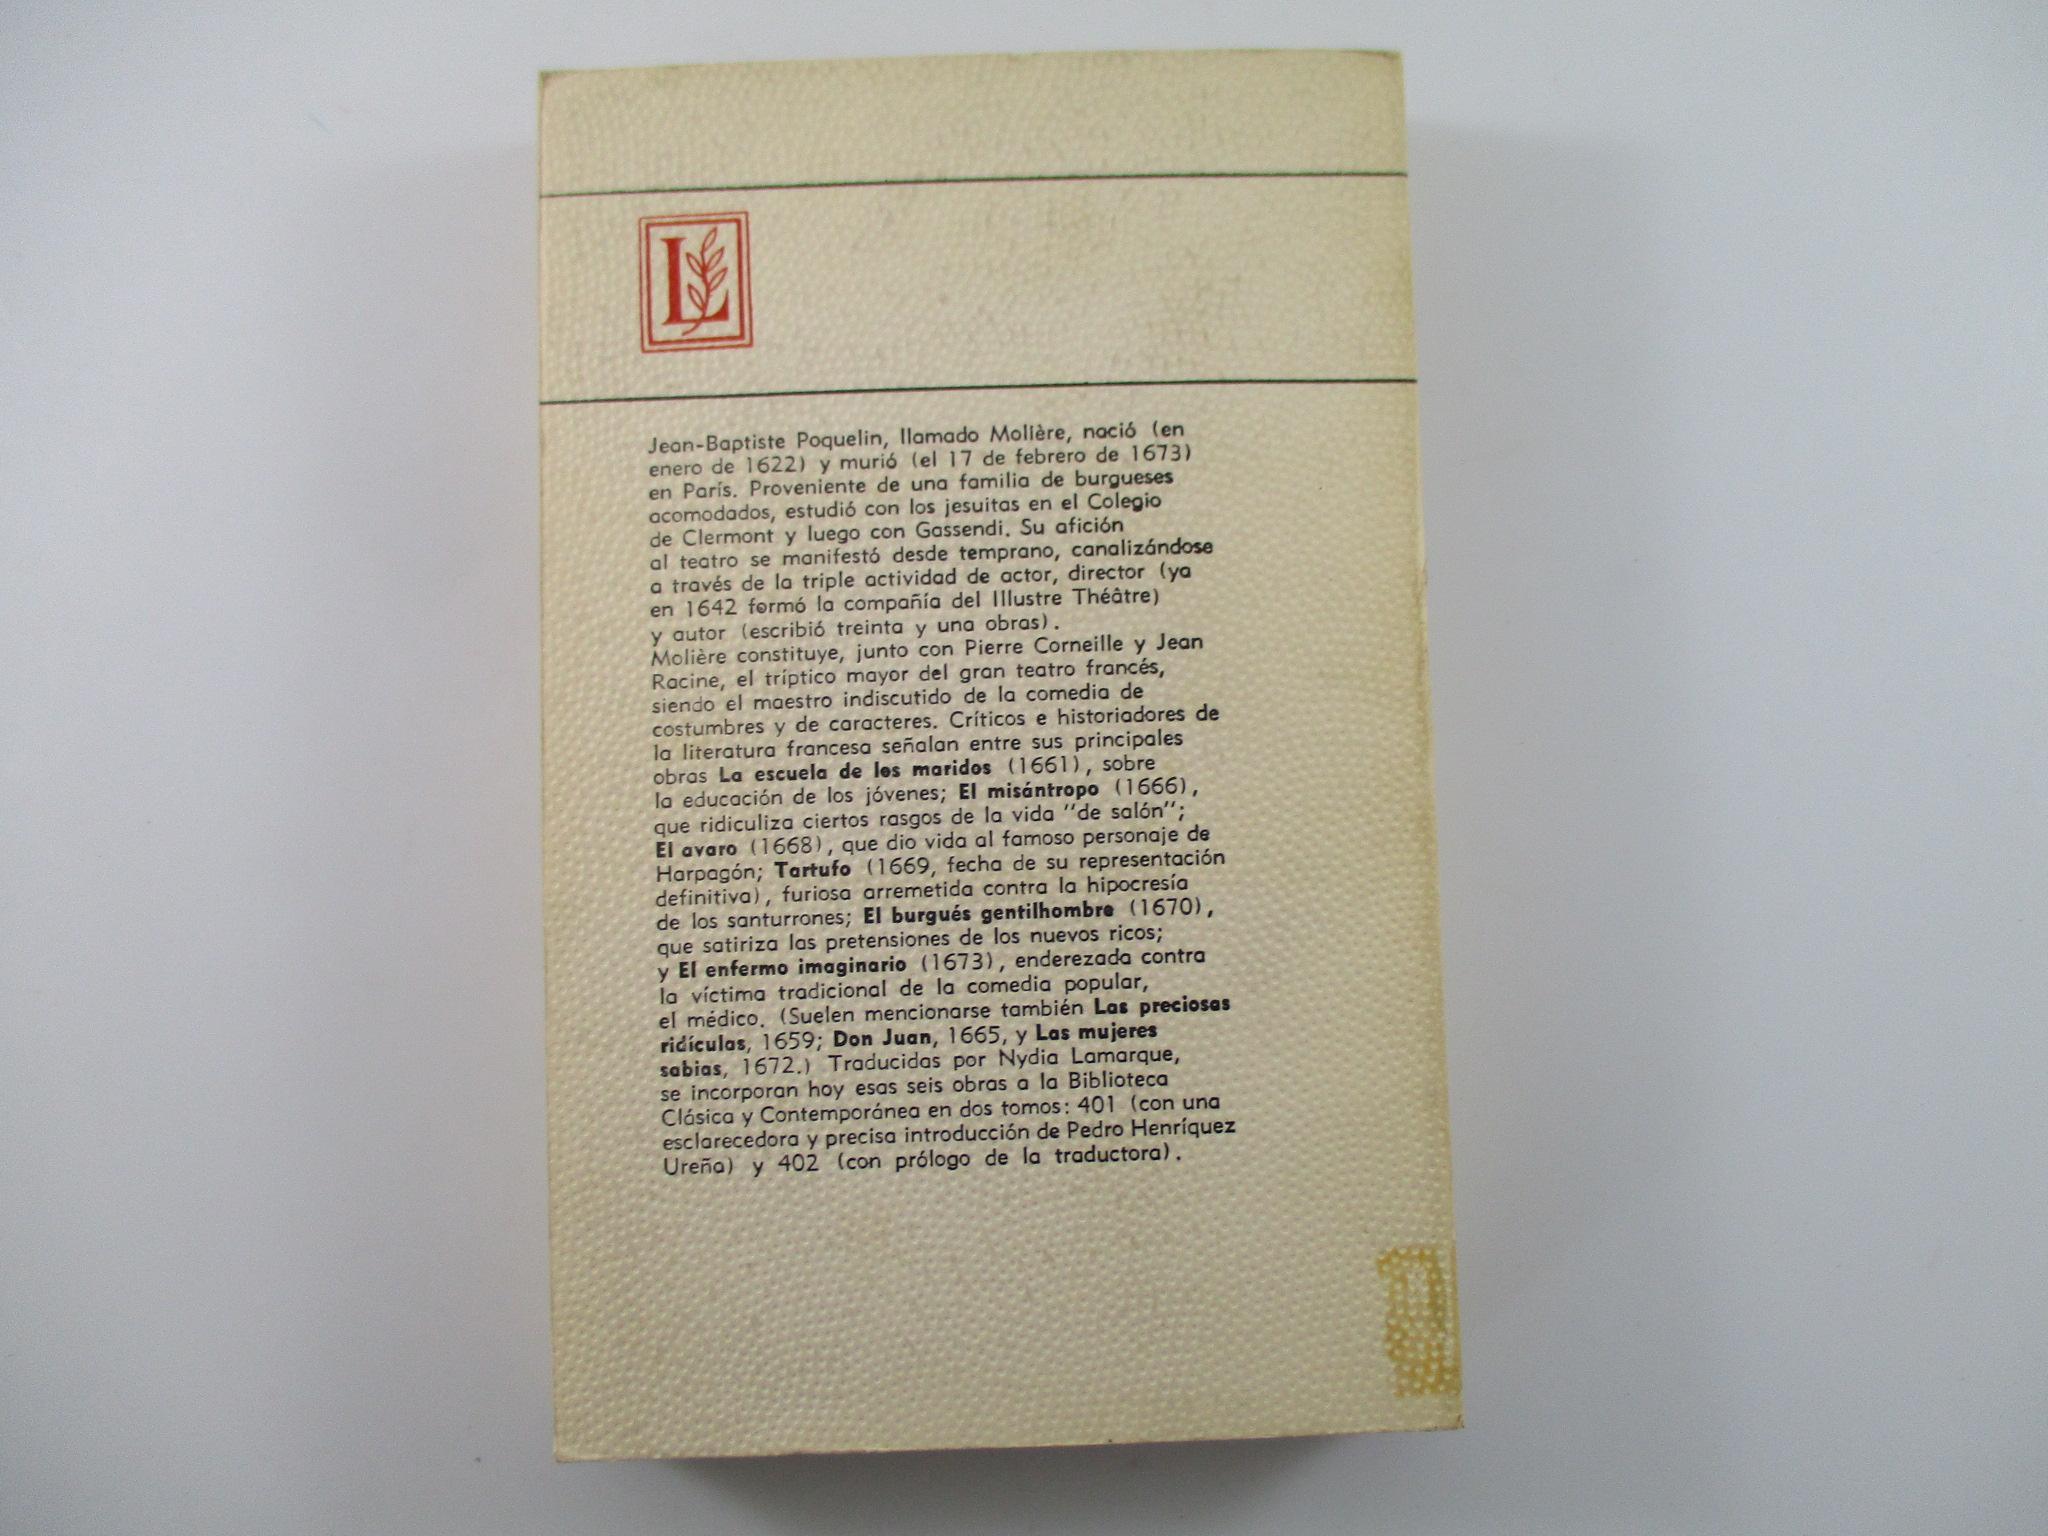 L
Jean-Baptiste Poquelin, llamado Molière, nació (en
enero de 1622) y murió (el 17 de febrero de 1673)
en París. Proveniente de una familia de burgueses
acomodados, estudió con los jesuitas en el Colegio
de Clermont y luego con Gassendi. Su afición
al teatro se manifestó desde temprano, canalizándose
a través de la triple actividad de actor, director (ya
en 1642 formó la compañía del Illustre Théâtre)
y autor (escribió treinta y una obras).
Molière constituye, junto con Pierre Corneille y Jean
Racine, el tríptico mayor del gran teatro francés,
siendo el maestro indiscutido de la comedia de
costumbres y de caracteres. Críticos e historiadores de
la literatura francesa señalan entre sus principales
obras La escuela de los maridos (1661), sobre
la educación de los jóvenes; El misántropo (1666),
que ridiculiza ciertos rasgos de la vida "de salón";
El avaro (1668), que dio vida al famoso personaje de
Harpagón; Tartufo (1669, fecha de su representación
definitiva), furiosa arremetida contra la hipocresía
de los santurrones; El burgués gentilhombre (1670),
que satiriza las pretensiones de los nuevos ricos;
y El enfermo imaginario (1673), enderezada contra
la víctima tradicional de la comedia popular,
el médico. (Suelen mencionarse también Las preciosas
ridículas, 1659; Don Juan, 1665, y Las mujeres
sabias, 1672.) Traducidas por Nydia Lamarque,
se incorporan hoy esas seis obras a la Biblioteca
Clásica y Contemporánea en dos tomos: 401 (con una
esclarecedora y precisa introducción de Pedro Henríquez
Ureña) y 402 (con prólogo de la traductora).